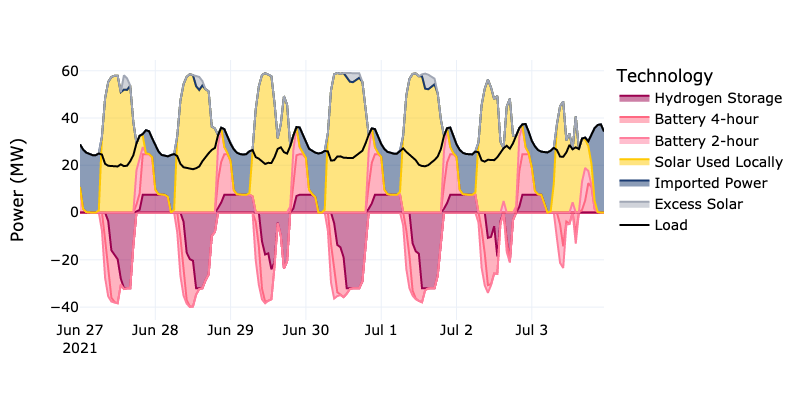 Technology
Hydrogen Storage
Battery 4-hour
Battery 2-hour
Solar Used Locally
Imported Power
Excess Solar
Load
Power (MW)
60
40
20
0
−20
−40
Jun 27
2021
Jun 28
Jun 29
Jun 30
Jul 1
Jul 2
Jul 3